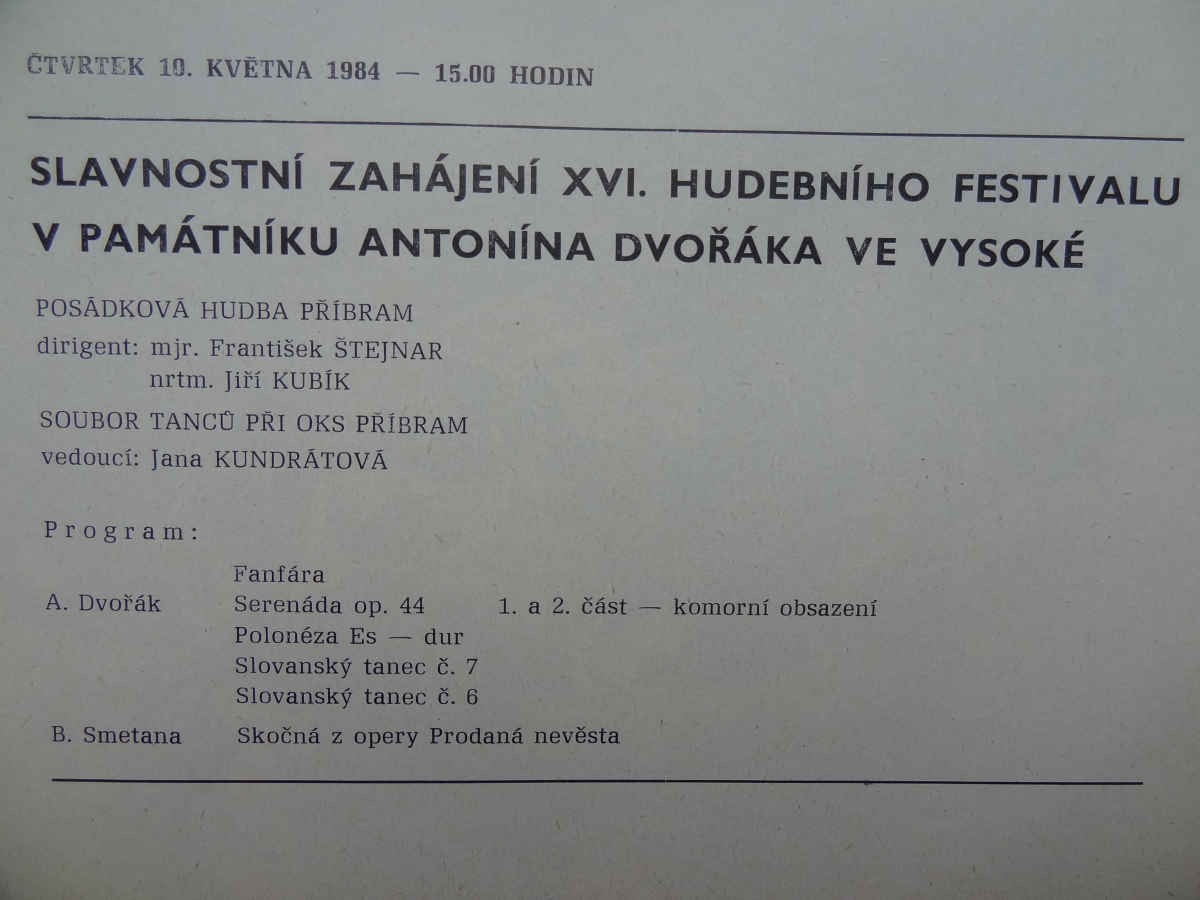 ČTVRTEK 10. KVĚTNA 1984 — 15.00 HODIN
SLAVNOSTNÍ ZAHÁJENÍ XVI. HUDEBNÍHO FESTIVALU
V PAMÁTNÍKU ANTONÍNA DVOŘÁKA VE VYSOKÉ
POSÁDKOVÁ HUDBA PŘÍBRAM
dirigent: mjr. František ŠTEJNAR
nrtm. Jiří KUBÍK
SOUBOR TANCŮ PŘI OKS PŘÍBRAM
vedoucí: Jana KUNDRÁTOVÁ
Program:
Fanfára
A. Dvořák Serenáda op. 44 1. a 2. část — komorní obsazení
Polonéza Es — dur
Slovanský tanec č. 7
Slovanský tanec č. 6
B. Smetana Skočná z opery Prodaná nevěsta